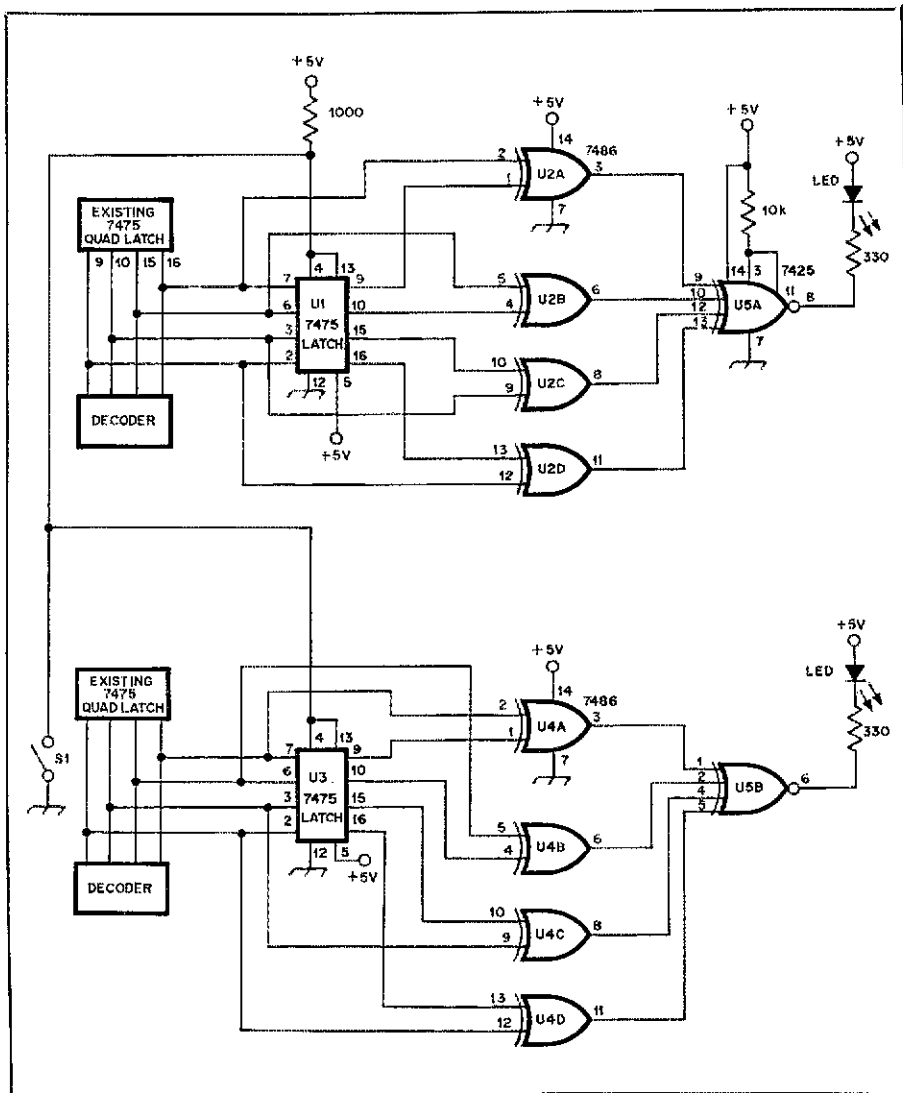 +5V
1000
+5V
14
7486
2
1
U2A
3
7
+5V
10k
+5V
LED
330
EXISTING
7475
QUAD LATCH
9 10 15 16
4 13
7 9
6 10
3 15
2 16
U1
7475
LATCH
12 5
+5V
DECODER
5
4
U2B
6
10
9
U2C
8
13
12
U2D
11
14 3 7425
9
10
12
13
U5A
11
8
7
EXISTING
7475
QUAD LATCH
S1
DECODER
4 13
7 9
6 10
3 15
2 16
U3
7475
LATCH
12 5
+5V
+5V
14
7486
2
1
U4A
3
7
5
4
U4B
6
10
9
U4C
8
13
12
U4D
11
1
2
4
5
U5B
6
+5V
LED
330